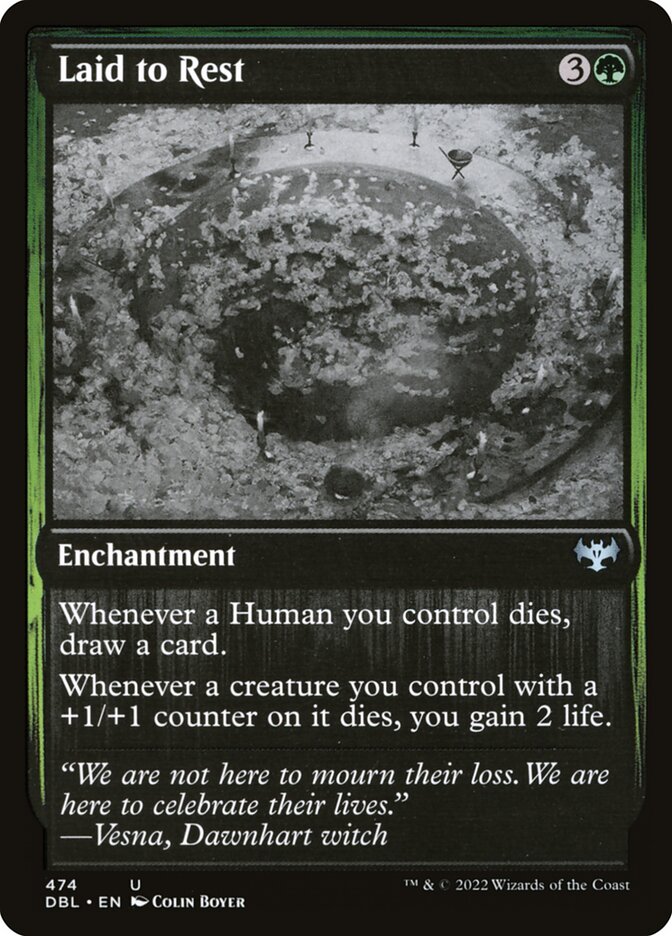 Laid to Rest 3
Enchantment
Whenever a Human you control dies,
draw a card.
Whenever a creature you control with a
+1/+1 counter on it dies, you gain 2 life.
“We are not here to mourn their loss. We are
here to celebrate their lives.”
—Vesna, Dawnhart witch
474 U ™ & © 2022 Wizards of the Coast
DBL • EN Colin Boyer